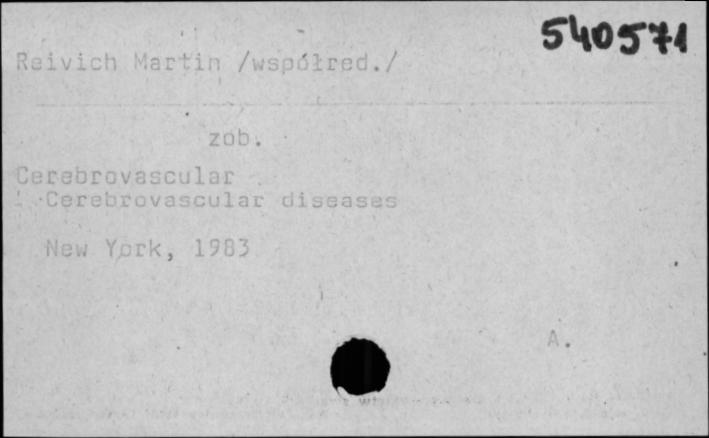 540571
Reivich Martin /współred./
zob.
Cerebrovascular
Cerebrovascular diseases
New York, 1983
A.